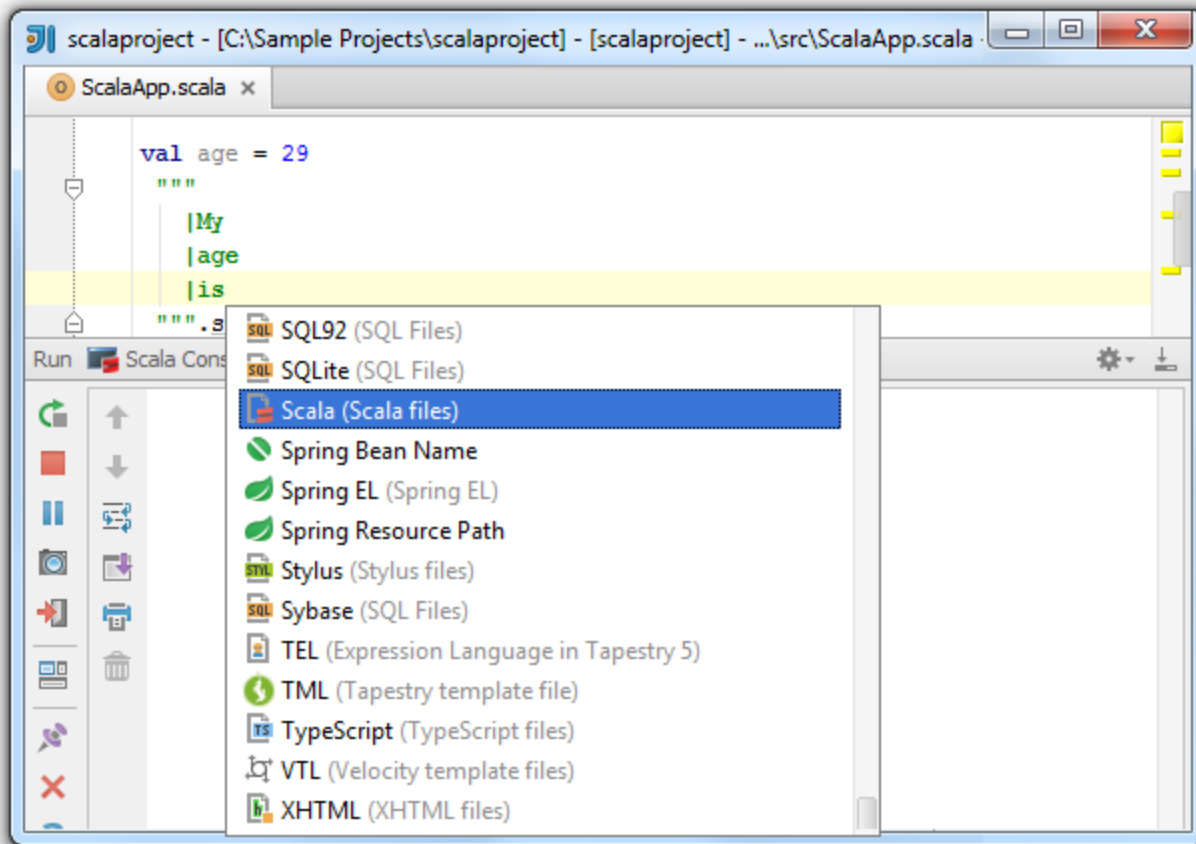 scalaproject - [C:\Sample Projects\scalaproject] - [scalaproject] - ...\src\ScalaApp.scala -
ScalaApp.scala
val age = 29
"""
|My
|age
|is
""".s
Run Scala Cons
SQL92 (SQL Files)
SQLite (SQL Files)
Scala (Scala files)
Spring Bean Name
Spring EL (Spring EL)
Spring Resource Path
Stylus (Stylus files)
Sybase (SQL Files)
TEL (Expression Language in Tapestry 5)
TML (Tapestry template file)
TypeScript (TypeScript files)
VTL (Velocity template files)
XHTML (XHTML files)